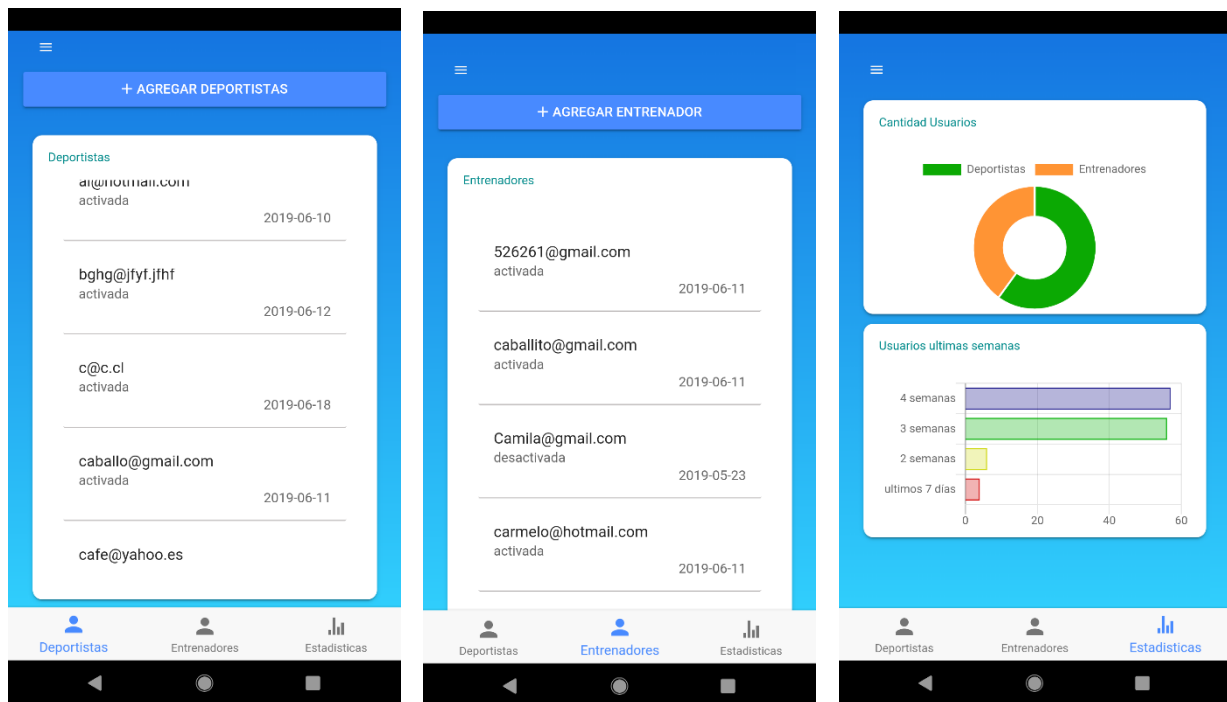 + AGREGAR DEPORTISTAS
Deportistas
al@hotmail.com
activada
2019-06-10
bghg@jfyf.jfhf
activada
2019-06-12
c@c.cl
activada
2019-06-18
caballo@gmail.com
activada
2019-06-11
cafe@yahoo.es
Deportistas
Entrenadores
Estadisticas
+ AGREGAR ENTRENADOR
Entrenadores
526261@gmail.com
activada
2019-06-11
caballito@gmail.com
activada
2019-06-11
Camila@gmail.com
desactivada
2019-05-23
carmelo@hotmail.com
activada
2019-06-11
Deportistas
Entrenadores
Estadisticas
Cantidad Usuarios
Deportistas
Entrenadores
Usuarios ultimas semanas
4 semanas
3 semanas
2 semanas
ultimos 7 días
0 20 40 60
Deportistas
Entrenadores
Estadisticas